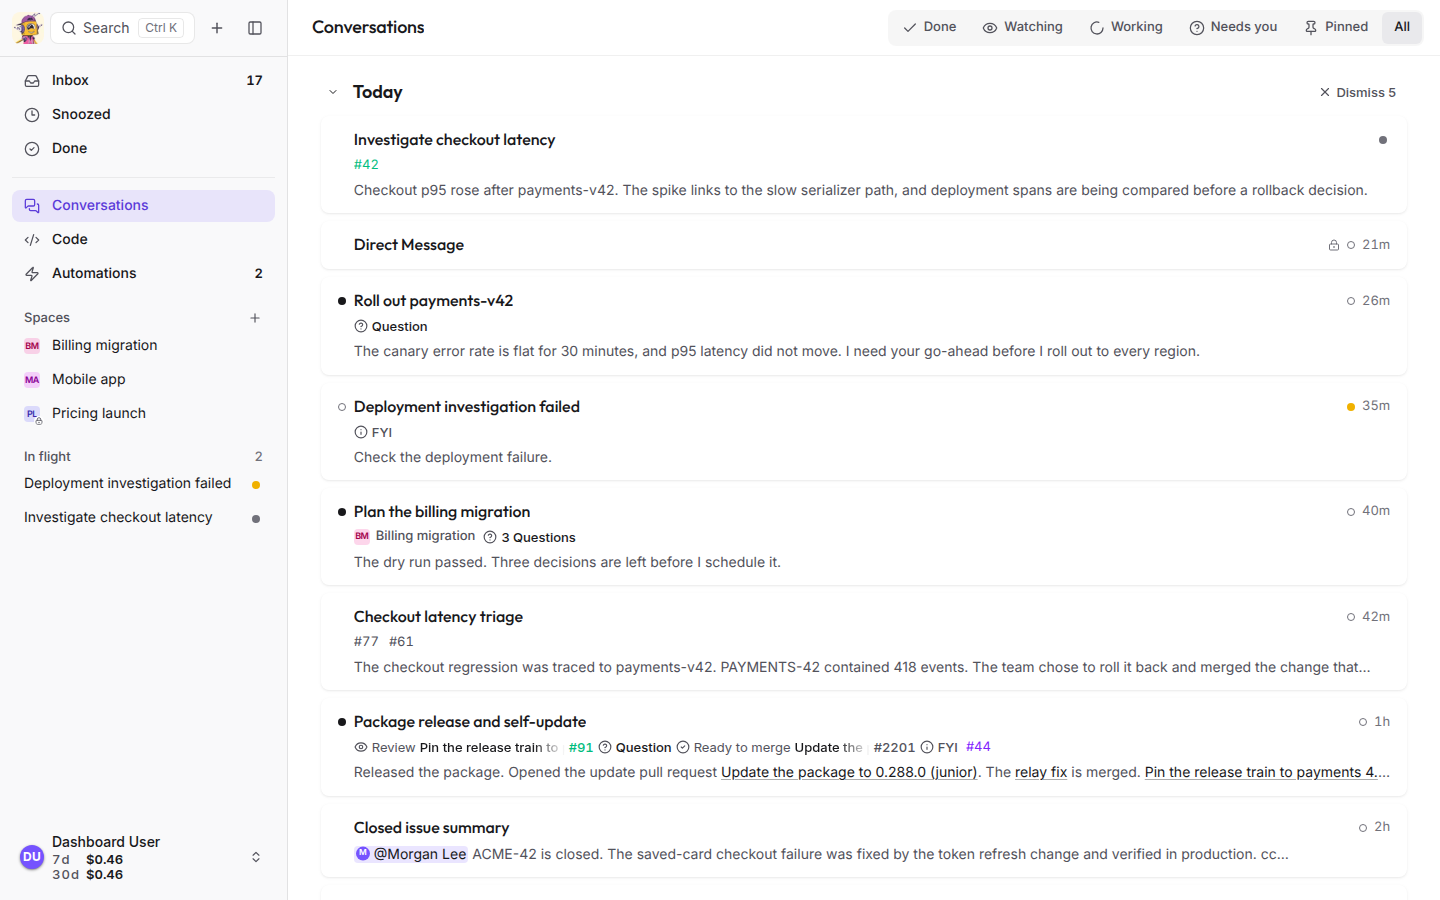 Search Ctrl K
Inbox 17
Snoozed
Done
Conversations
Code
Automations 2
Spaces
BM Billing migration
MA Mobile app
PL Pricing launch
In flight 2
Deployment investigation failed
Investigate checkout latency
DU Dashboard User
7d $0.46
30d $0.46
Conversations
Done Watching Working Needs you Pinned All
Today Dismiss 5
Investigate checkout latency
#42
Checkout p95 rose after payments-v42. The spike links to the slow serializer path, and deployment spans are being compared before a rollback decision.
Direct Message 21m
Roll out payments-v42 26m
Question
The canary error rate is flat for 30 minutes, and p95 latency did not move. I need your go-ahead before I roll out to every region.
Deployment investigation failed 35m
FYI
Check the deployment failure.
Plan the billing migration 40m
BM Billing migration 3 Questions
The dry run passed. Three decisions are left before I schedule it.
Checkout latency triage 42m
#77 #61
The checkout regression was traced to payments-v42. PAYMENTS-42 contained 418 events. The team chose to roll it back and merged the change that...
Package release and self-update 1h
Review Pin the release train to #91 Question Ready to merge Update the #2201 FYI #44
Released the package. Opened the update pull request Update the package to 0.288.0 (junior). The relay fix is merged. Pin the release train to payments 4....
Closed issue summary 2h
M @Morgan Lee ACME-42 is closed. The saved-card checkout failure was fixed by the token refresh change and verified in production. cc...